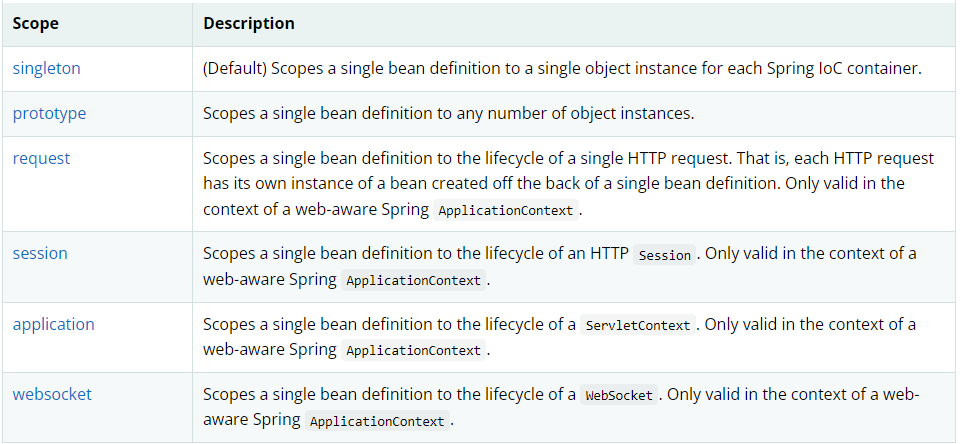 Scope Description
singleton (Default) Scopes a single bean definition to a single object instance for each Spring IoC container.
prototype Scopes a single bean definition to any number of object instances.
request Scopes a single bean definition to the lifecycle of a single HTTP request. That is, each HTTP request
has its own instance of a bean created off the back of a single bean definition. Only valid in the
context of a web-aware Spring ApplicationContext.
session Scopes a single bean definition to the lifecycle of an HTTP Session. Only valid in the context of a
web-aware Spring ApplicationContext.
application Scopes a single bean definition to the lifecycle of a ServletContext. Only valid in the context of a
web-aware Spring ApplicationContext.
websocket Scopes a single bean definition to the lifecycle of a WebSocket. Only valid in the context of a web-
aware Spring ApplicationContext.